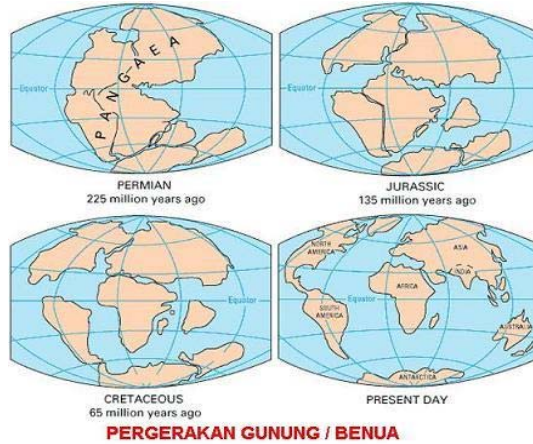 PANGAEA
Equator
PERMIAN
225 million years ago
Equator
JURASSIC
135 million years ago
Equator
CRETACEOUS
65 million years ago
NORTH
AMERICA
ASIA
INDIA
AFRICA
Equator
SOUTH
AMERICA
AUSTRALIA
ANTARCTICA
PRESENT DAY
PERGERAKAN GUNUNG / BENUA